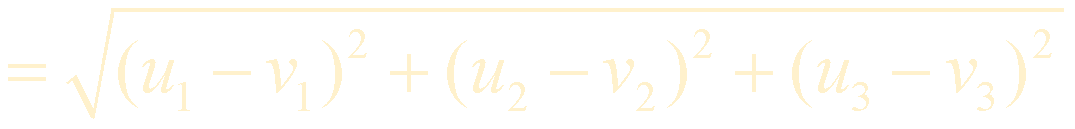 = √((u₁ − v₁)² + (u₂ − v₂)² + (u₃ − v₃)²)